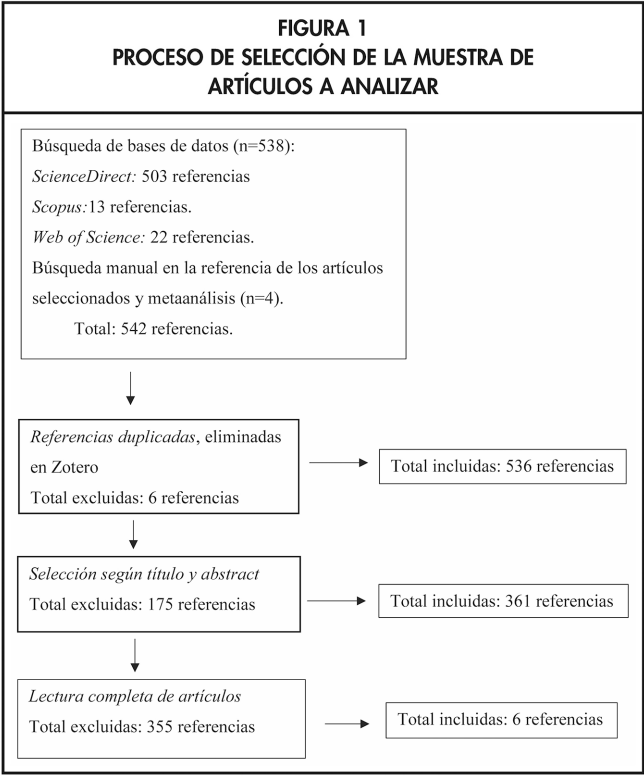 FIGURA 1
PROCESO DE SELECCIÓN DE LA MUESTRA DE
ARTÍCULOS A ANALIZAR
Búsqueda de bases de datos (n=538):
ScienceDirect: 503 referencias
Scopus:13 referencias.
Web of Science: 22 referencias.
Búsqueda manual en la referencia de los artículos
seleccionados y metaanálisis (n=4).
Total: 542 referencias.
Referencias duplicadas, eliminadas
en Zotero
Total excluidas: 6 referencias
Total incluidas: 536 referencias
Selección según título y abstract
Total excluidas: 175 referencias
Total incluidas: 361 referencias
Lectura completa de artículos
Total excluidas: 355 referencias
Total incluidas: 6 referencias